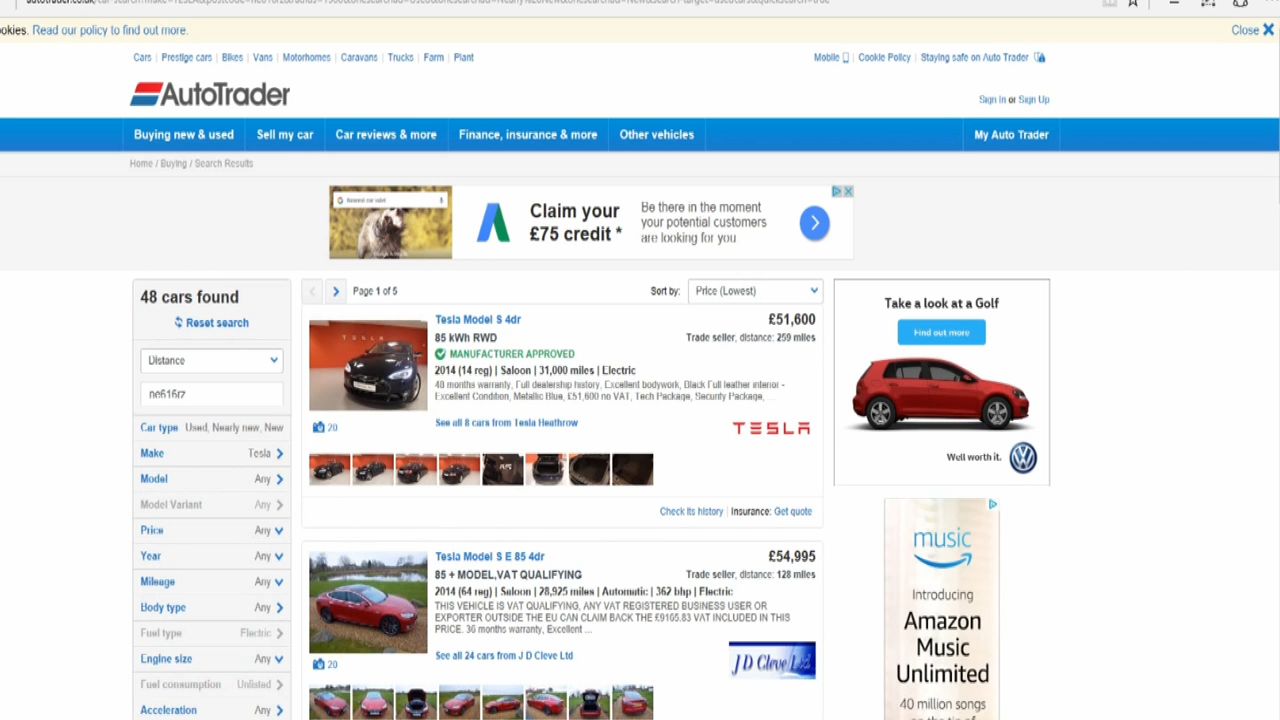 okies. Read our policy to find out more.
Close
Cars | Prestige cars | Bikes | Vans | Motorhomes | Caravans | Trucks | Farm | Plant
Mobile | Cookie Policy | Staying safe on Auto Trader
AutoTrader
Sign In or Sign Up
Buying new & used
Sell my car
Car reviews & more
Finance, insurance & more
Other vehicles
My Auto Trader
Home / Buying / Search Results
Claim your
£75 credit *
Be there in the moment
your potential customers
are looking for you
48 cars found
Reset search
Distance
ne616rz
Car type Used, Nearly new, New
Make Tesla
Model Any
Model Variant Any
Price Any
Year Any
Mileage Any
Body type Any
Fuel type Electric
Engine size Any
Fuel consumption Unlisted
Acceleration Any
Page 1 of 5
Sort by: Price (Lowest)
Tesla Model S 4dr
£51,600
85 kWh RWD
Trade seller, distance: 259 miles
MANUFACTURER APPROVED
2014 (14 reg) | Saloon | 31,000 miles | Electric
48 months warranty, Full dealership history, Excellent bodywork, Black Full leather interior -
Excellent Condition, Metallic Blue, £51,600 no VAT, Tech Package, Security Package, ...
20
See all 8 cars from Tesla Heathrow
TESLA
Check its history | Insurance: Get quote
Tesla Model S E 85 4dr
£54,995
85 + MODEL,VAT QUALIFYING
Trade seller, distance: 128 miles
2014 (64 reg) | Saloon | 28,925 miles | Automatic | 362 bhp | Electric
THIS VEHICLE IS VAT QUALIFYING, ANY VAT REGISTERED BUSINESS USER OR
EXPORTER OUTSIDE THE EU CAN CLAIM BACK THE £9165.83 VAT INCLUDED IN THIS
PRICE. 36 months warranty, Excellent ...
20
See all 24 cars from J D Cleve Ltd
J D Cleve Ltd
Take a look at a Golf
Find out more
Well worth it.
music
Introducing
Amazon
Music
Unlimited
40 million songs